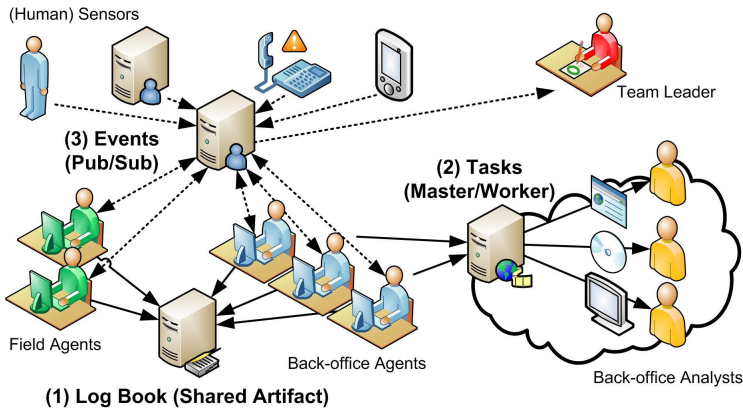 (Human) Sensors
Team Leader
(3) Events
(Pub/Sub)
(2) Tasks
(Master/Worker)
Field Agents
Back-office Agents
Back-office Analysts
(1) Log Book (Shared Artifact)